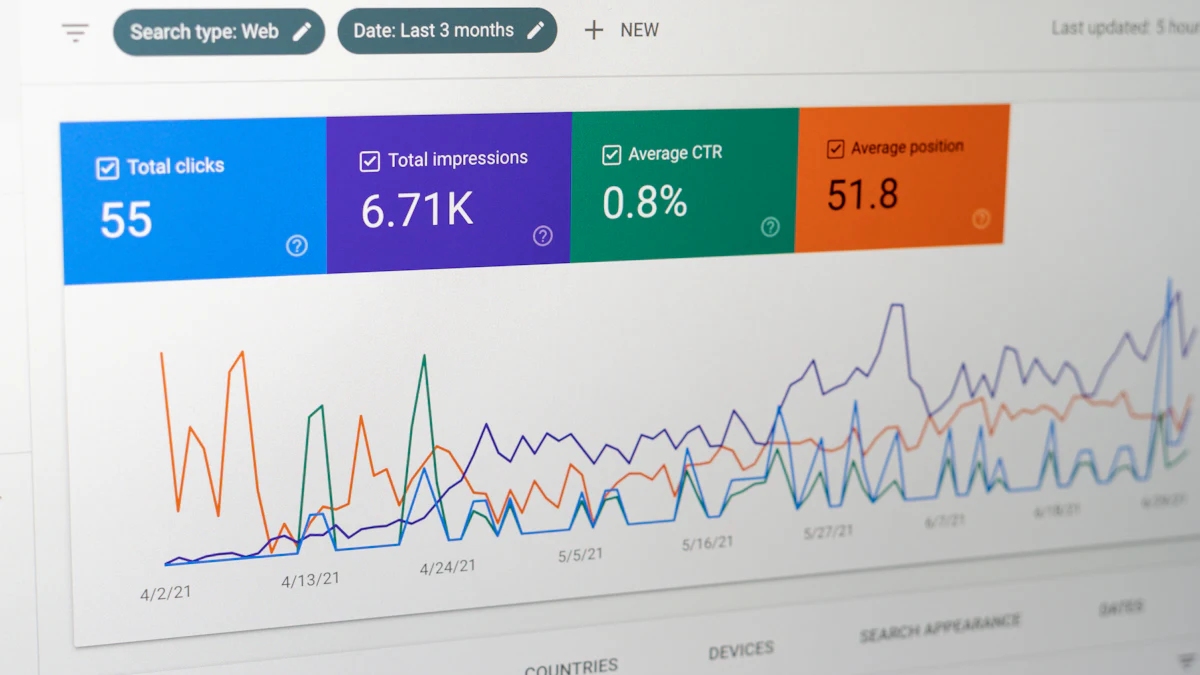 Search type: Web
Date: Last 3 months
NEW
Last updated: 5 hour
Total clicks
55
Total impressions
6.71K
Average CTR
0.8%
Average position
51.8
4/2/21
4/13/21
4/24/21
5/5/21
5/16/21
5/27/21
6/7/21
6/18/21
6/29/21
COUNTRIES
DEVICES
SEARCH APPEARANCE
DATES